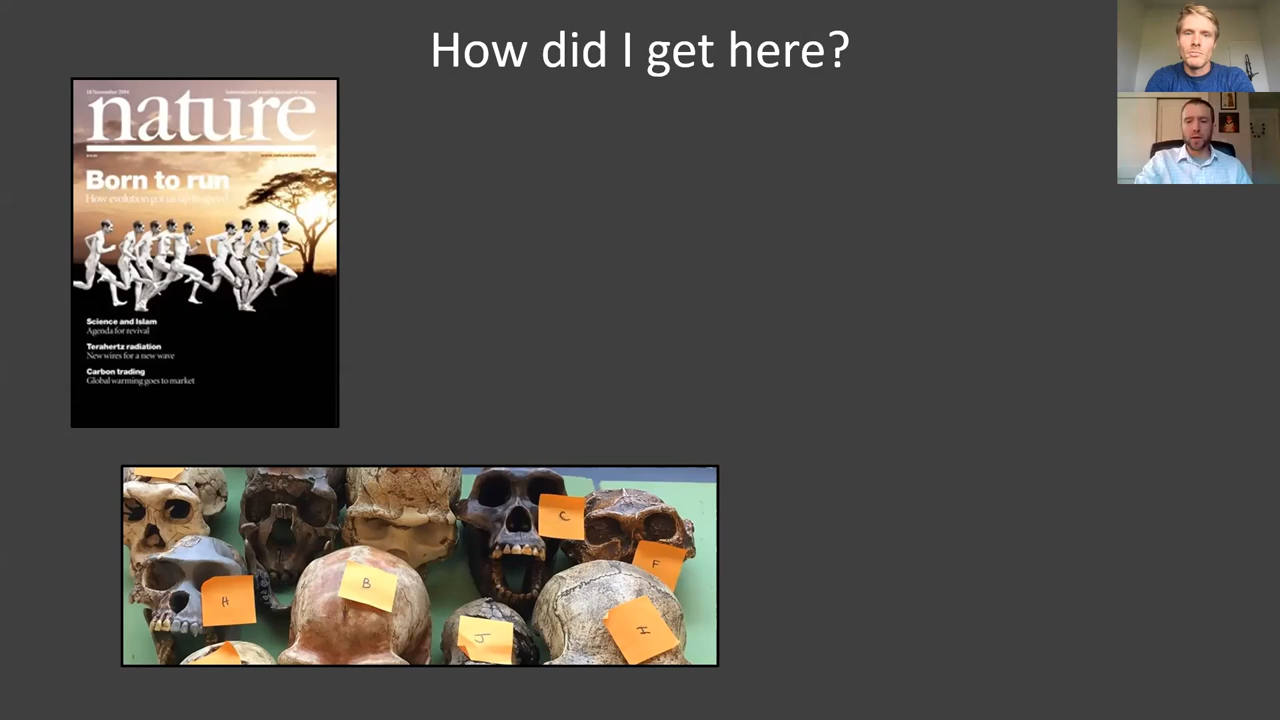 How did I get here?
18 November 2004
International weekly journal of science
nature
www.nature.com/nature
Born to run
How evolution got us up to speed
Science and Islam
Agenda for revival
Terahertz radiation
New wires for a new wave
Carbon trading
Global warming goes to market
C
F
B
H
J
I